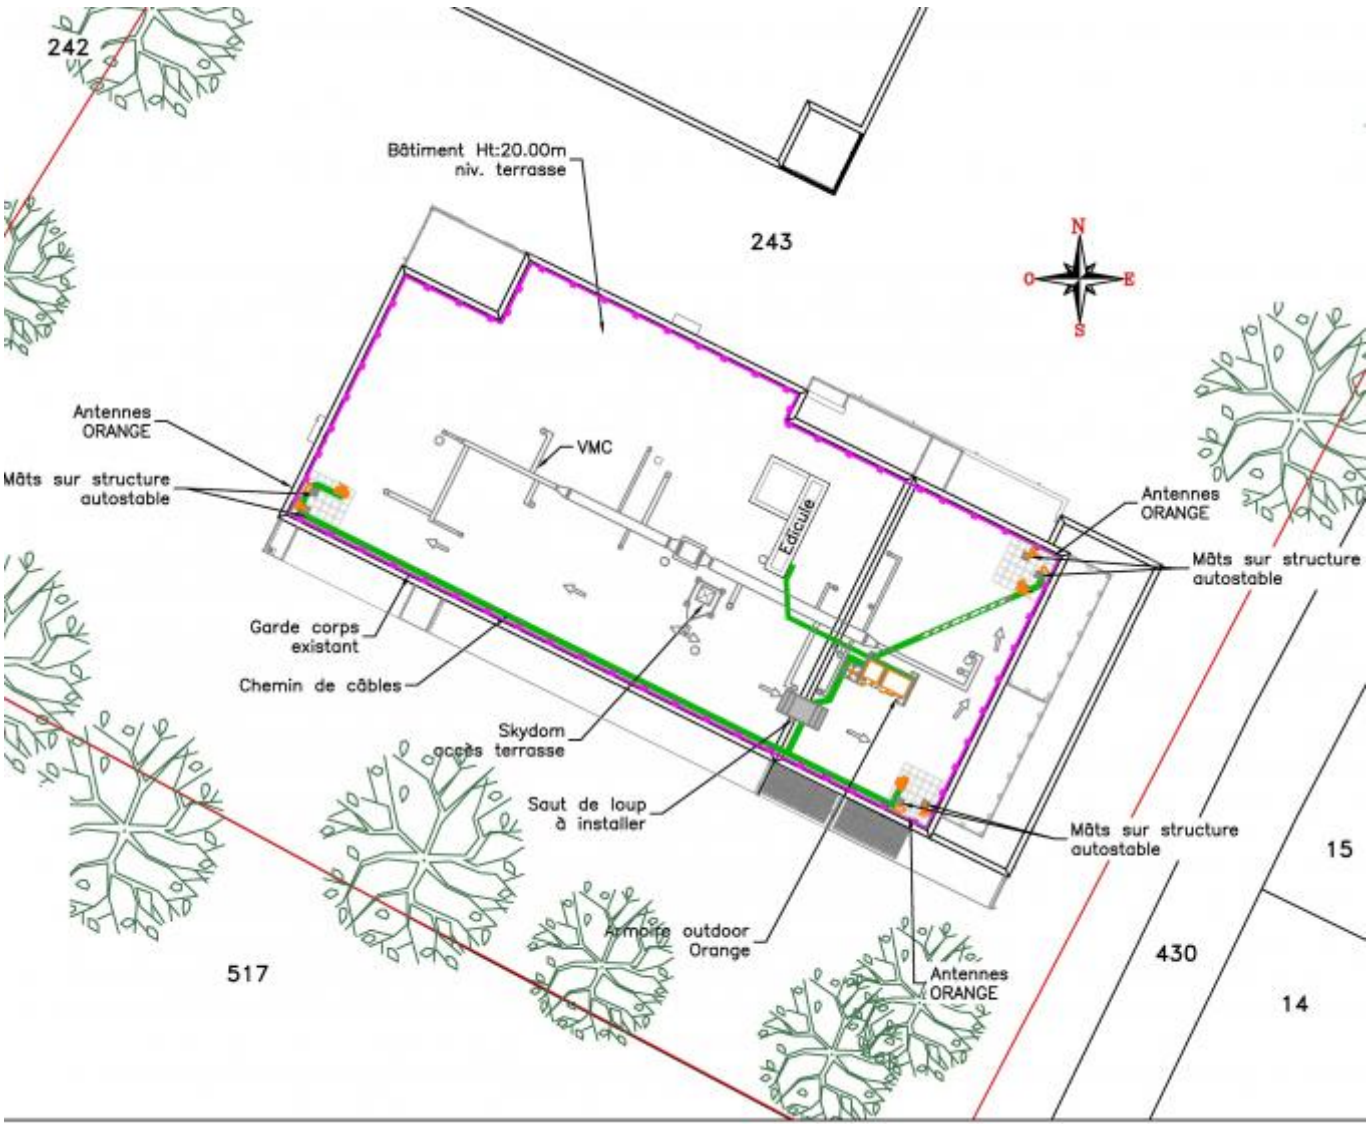 242
Bâtiment Ht:20.00m
niv. terrasse
243
N
O
E
S
Antennes
ORANGE
VMC
Mâts sur structure
autostable
Edicule
Antennes
ORANGE
Mâts sur structure
autostable
Garde corps
existant
Chemin de câbles
Skydom
accès terrasse
Saut de loup
à installer
Mâts sur structure
autostable
15
Armoire outdoor
Orange
430
517
Antennes
ORANGE
14